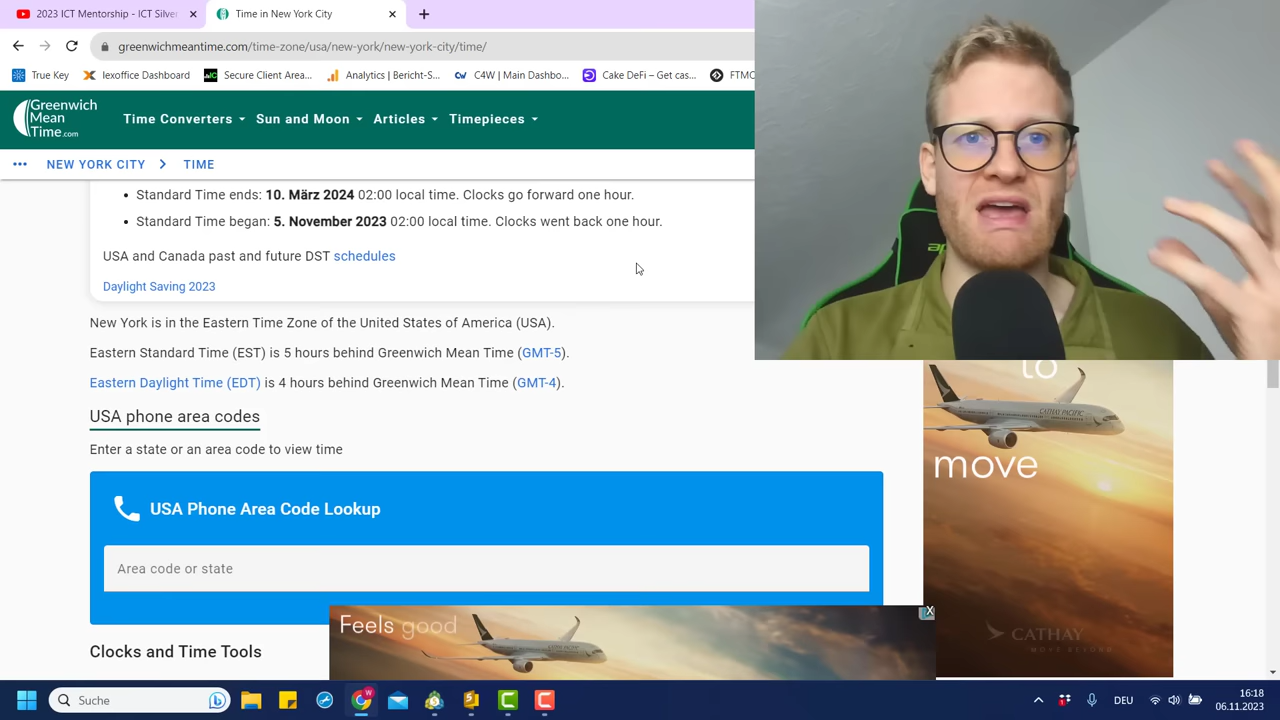 2023 ICT Mentorship - ICT Silve
Time in New York City
greenwichmeantime.com/time-zone/usa/new-york/new-york-city/time/
True Key
lexoffice Dashboard
Secure Client Area...
Analytics | Bericht-S...
C4W | Main Dashbo...
Cake DeFi – Get cas...
FTMO
Greenwich
Mean
Time.com
Time Converters
Sun and Moon
Articles
Timepieces
NEW YORK CITY
TIME
Standard Time ends: 10. März 2024 02:00 local time. Clocks go forward one hour.
Standard Time began: 5. November 2023 02:00 local time. Clocks went back one hour.
USA and Canada past and future DST schedules
Daylight Saving 2023
New York is in the Eastern Time Zone of the United States of America (USA).
Eastern Standard Time (EST) is 5 hours behind Greenwich Mean Time (GMT-5).
Eastern Daylight Time (EDT) is 4 hours behind Greenwich Mean Time (GMT-4).
USA phone area codes
Enter a state or an area code to view time
USA Phone Area Code Lookup
Area code or state
Clocks and Time Tools
to
move
CATHAY PACIFIC
CATHAY
MOVE BEYOND
Feels good
X
Suche
DEU
16:18
06.11.2023